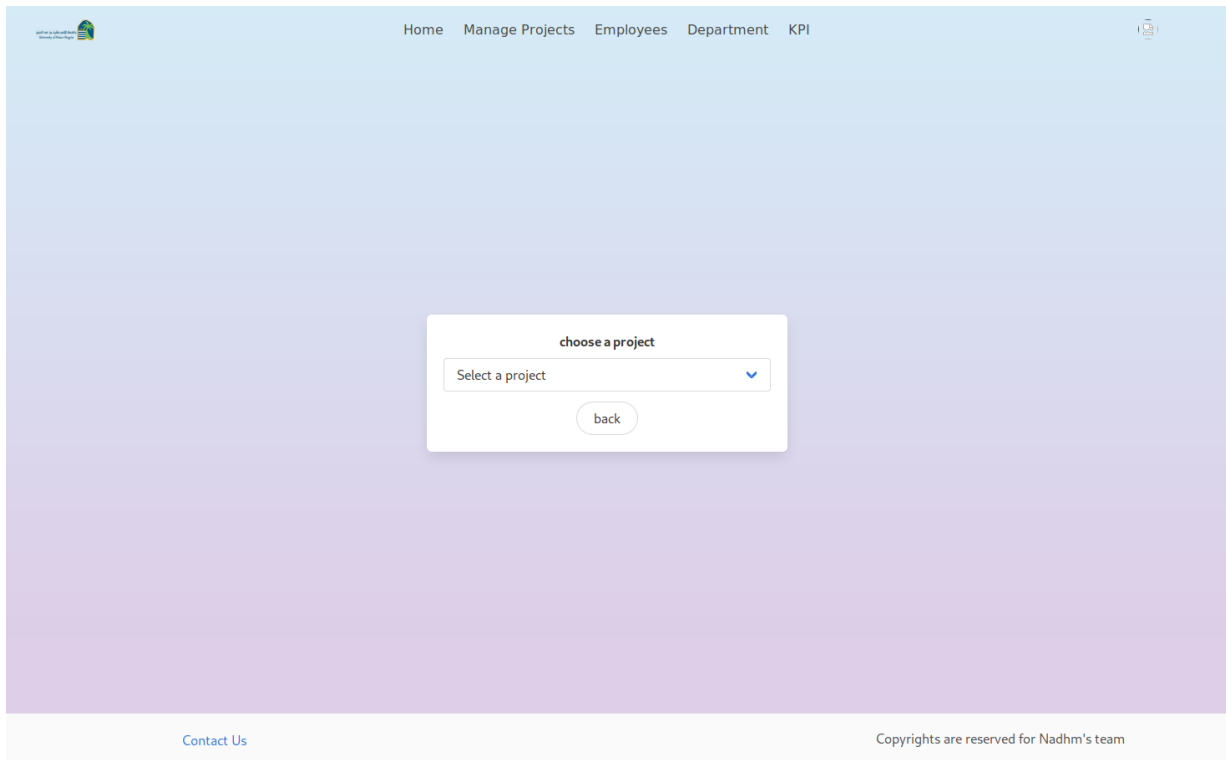 Home Manage Projects Employees Department KPI
choose a project
Select a project
back
Contact Us
Copyrights are reserved for Nadhm's team